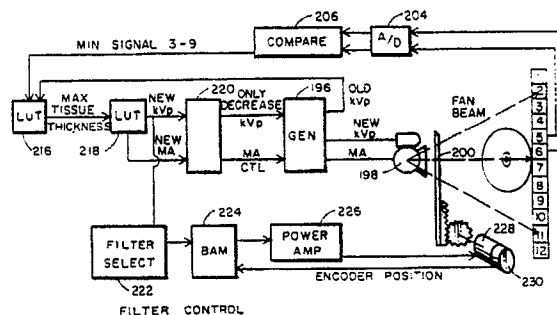 206
204
MIN SIGNAL 3-9
COMPARE
A/D
220
ONLY
DECREASE
kVp
196
OLD
kVp
MAX
TISSUE
THICKNESS
NEW
kVp
LUT
216
LUT
218
NEW
MA
MA
CTL
GEN
NEW
kVp
MA
198
FAN
BEAM
200
1
2
3
4
5
6
7
8
9
10
11
12
224
226
228
FILTER
SELECT
222
BAM
POWER
AMP
ENCODER POSITION
230
FILTER CONTROL